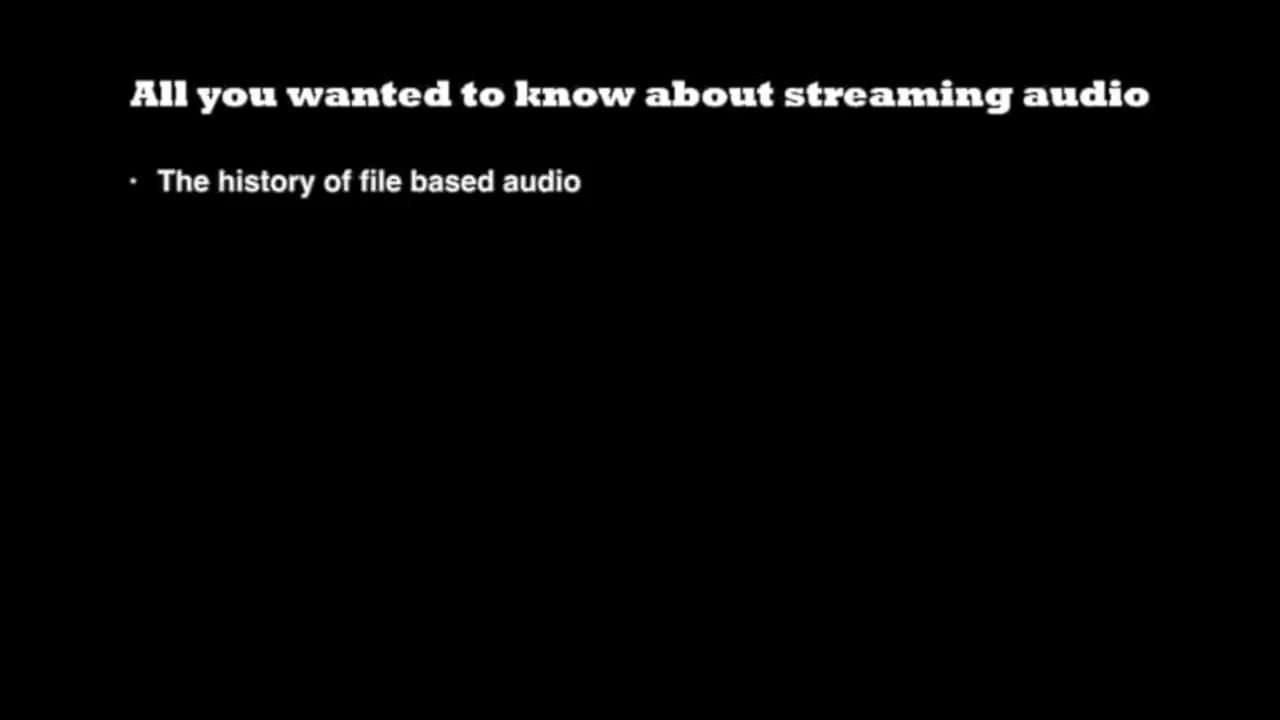 All you wanted to know about streaming audio
• The history of file based audio